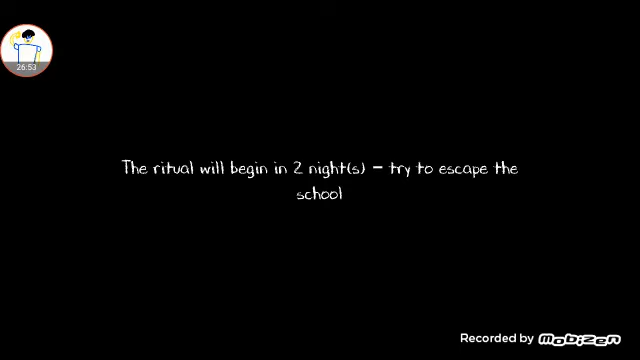 26:53
The ritual will begin in 2 night(s) - try to escape the
school
Recorded by mobizen